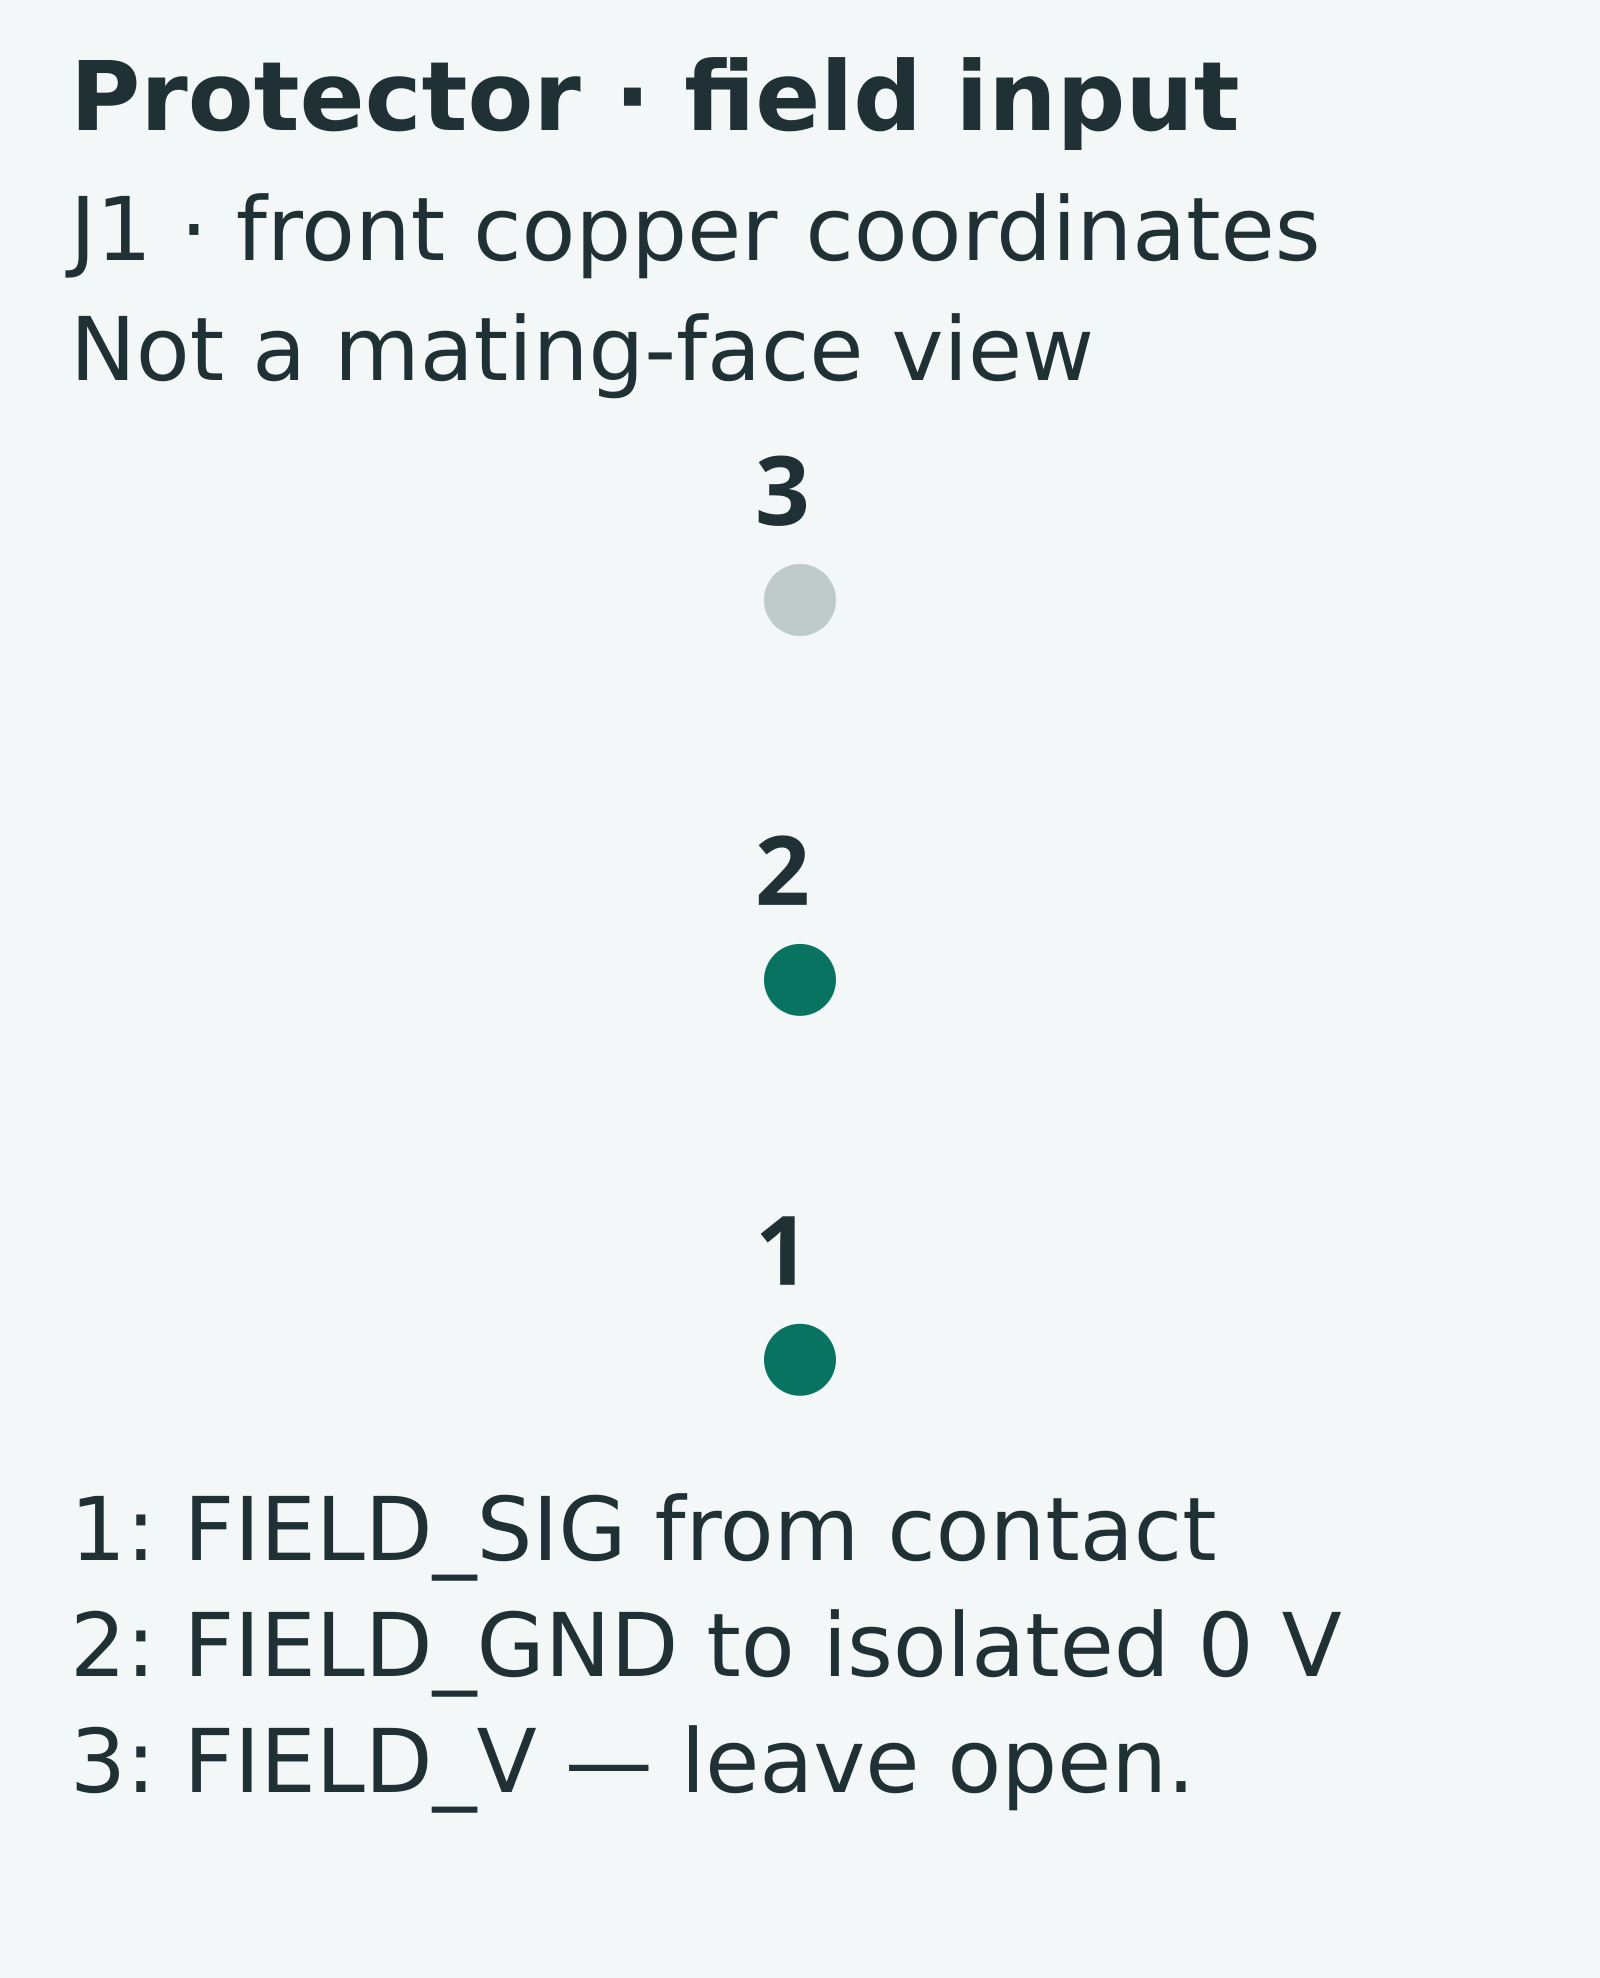 Protector · field input
J1 · front copper coordinates
Not a mating-face view
3
2
1
1: FIELD_SIG from contact
2: FIELD_GND to isolated 0 V
3: FIELD_V — leave open.